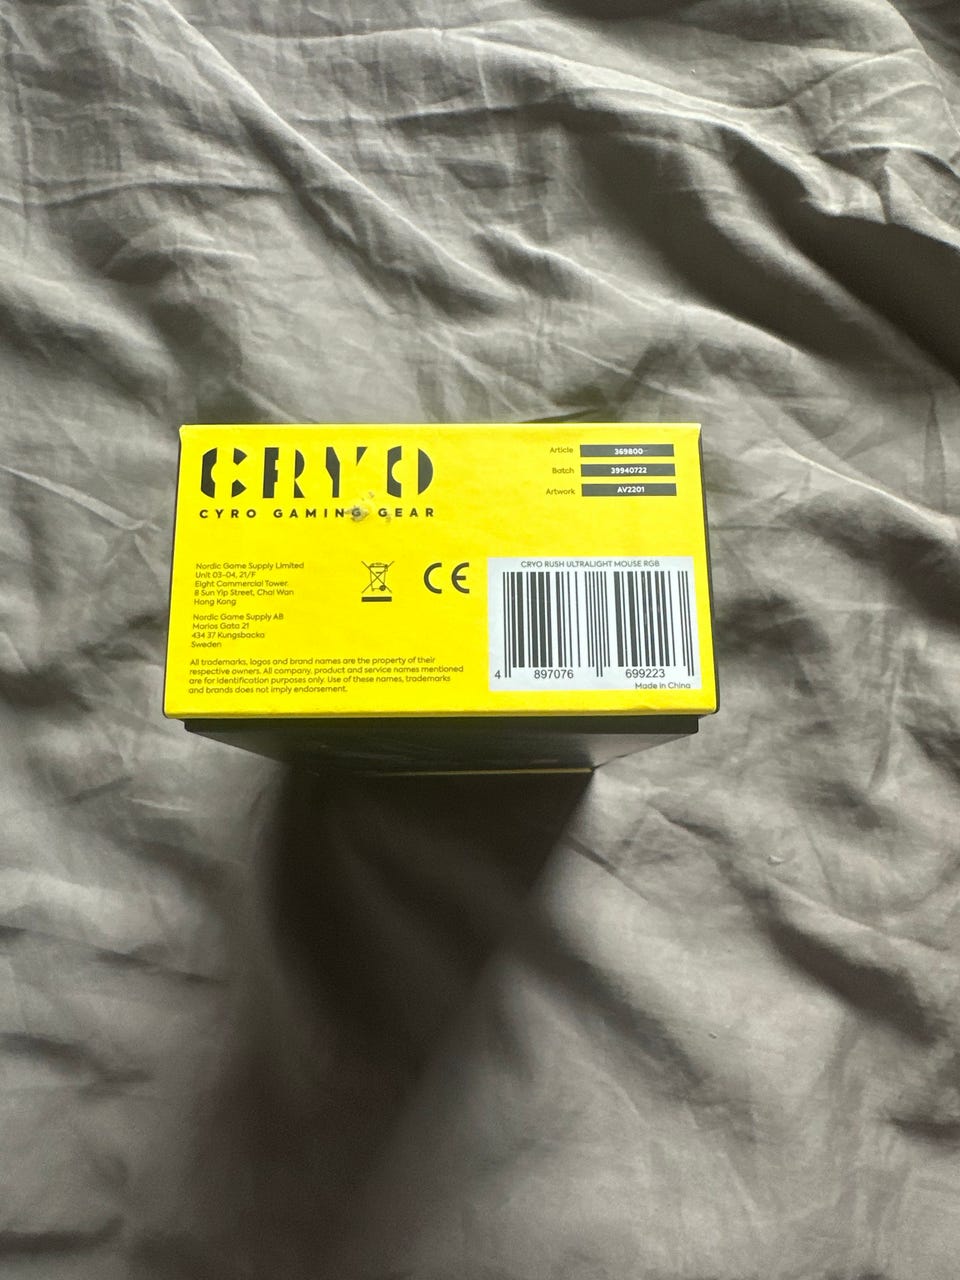 CRYO
CYRO GAMING GEAR
Article 369800
Batch 39940722
Artwork AV2201
Nordic Game Supply Limited
Unit 03-04, 21/F
Eight Commercial Tower.
8 Sun Yip Street, Chai Wan
Hong Kong
Nordic Game Supply AB
Marios Gata 21
434 37 Kungsbacka
Sweden
All trademarks, logos and brand names are the property of their
respective owners. All company, product and service names mentioned
are for identification purposes only. Use of these names, trademarks
and brands does not imply endorsement.
CE
CRYO RUSH ULTRALIGHT MOUSE RGB
4 897076 699223
Made in China